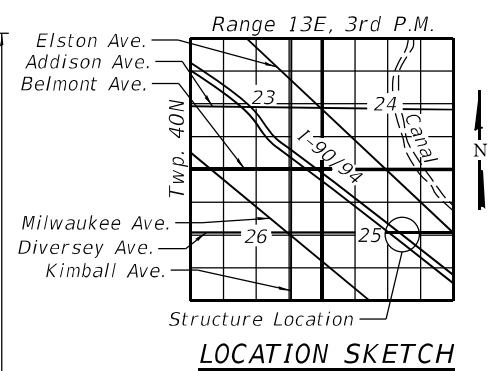 Range 13E, 3rd P.M.
Elston Ave.
Addison Ave.
Belmont Ave.
Twp. 40N
23
24
Canal
I-90/94
N
Milwaukee Ave.
Diversey Ave.
Kimball Ave.
26
25
Structure Location
LOCATION SKETCH